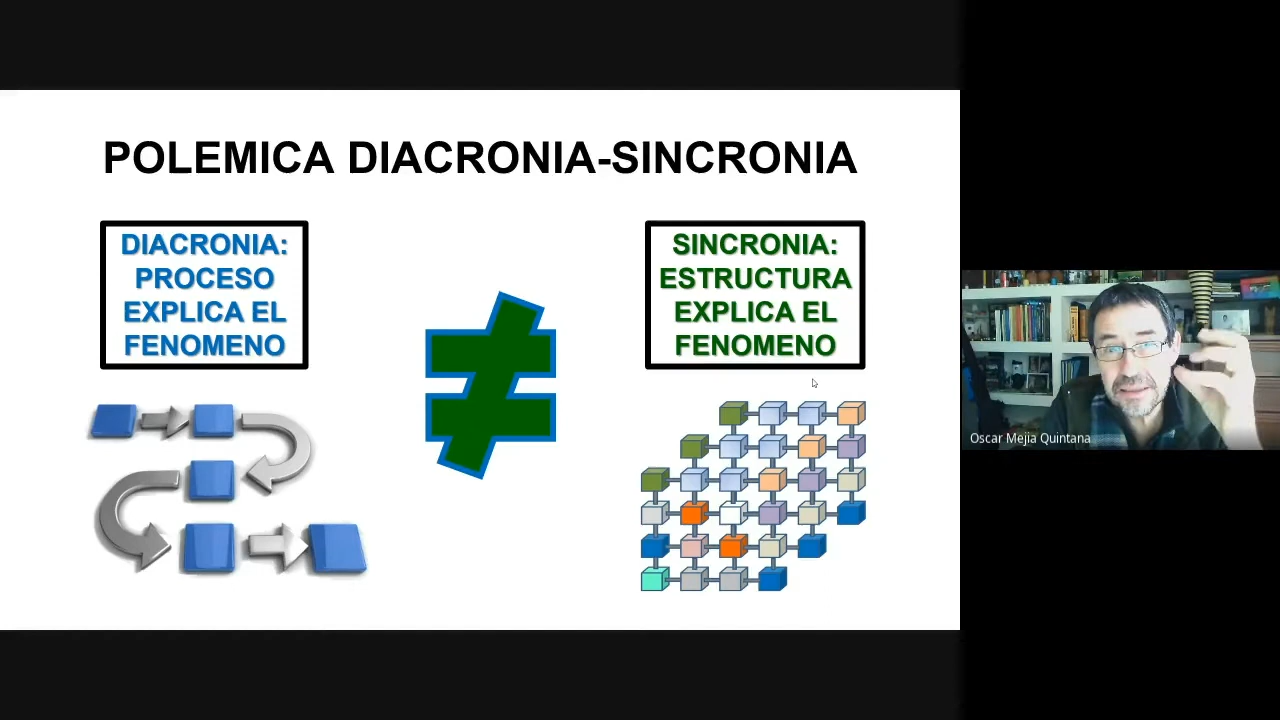 POLEMICA DIACRONIA-SINCRONIA
DIACRONIA:
PROCESO
EXPLICA EL
FENOMENO
SINCRONIA:
ESTRUCTURA
EXPLICA EL
FENOMENO
Oscar Mejia Quintana